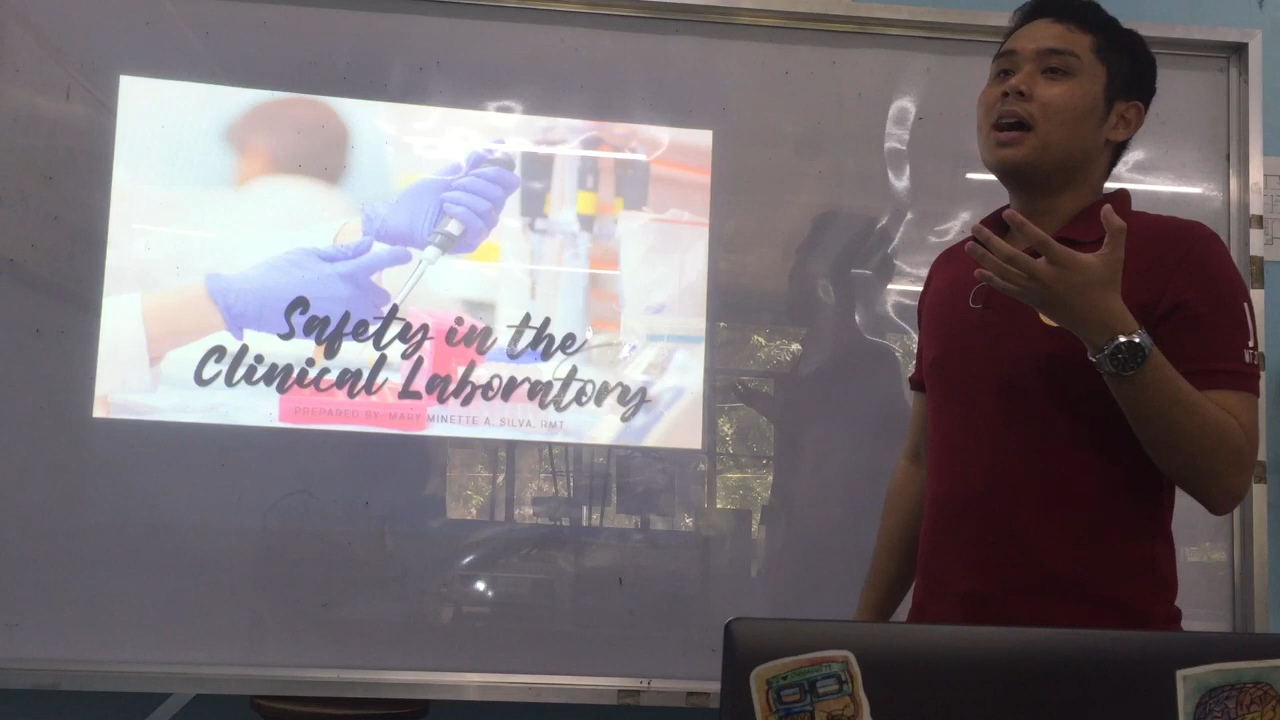 Safety in the
Clinical Laboratory
PREPARED BY: MARY MINETTE A. SILVA, RMT